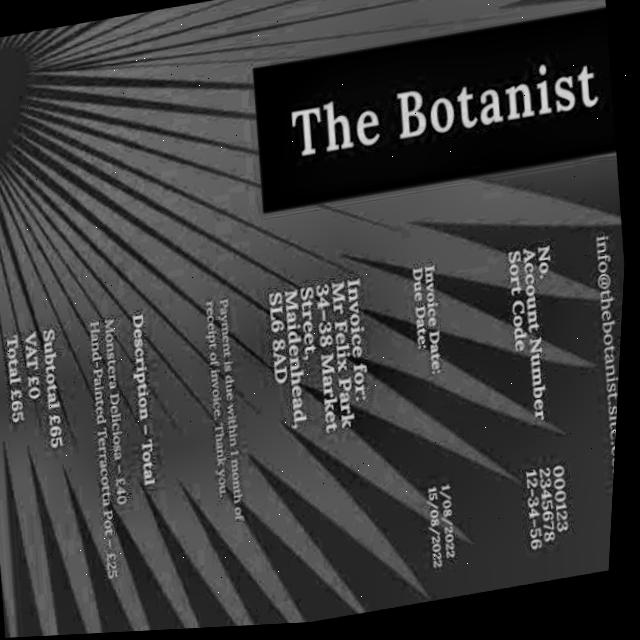 The Botanist
info@thebotanist.site
No. 0000123
Account Number 2345678
Sort Code 12-34-56
Invoice Date: 1/08/2022
Due Date: 15/08/2022
Invoice for:
Mr Felix Park
34-38 Market
Street,
Maidenhead,
SL6 8AD
Payment is due within 1 month of
receipt of invoice. Thank you.
Description - Total
Monstera Deliciosa - £40
Hand-Painted Terracotta Pot - £25
Subtotal £65
VAT £0
Total £65